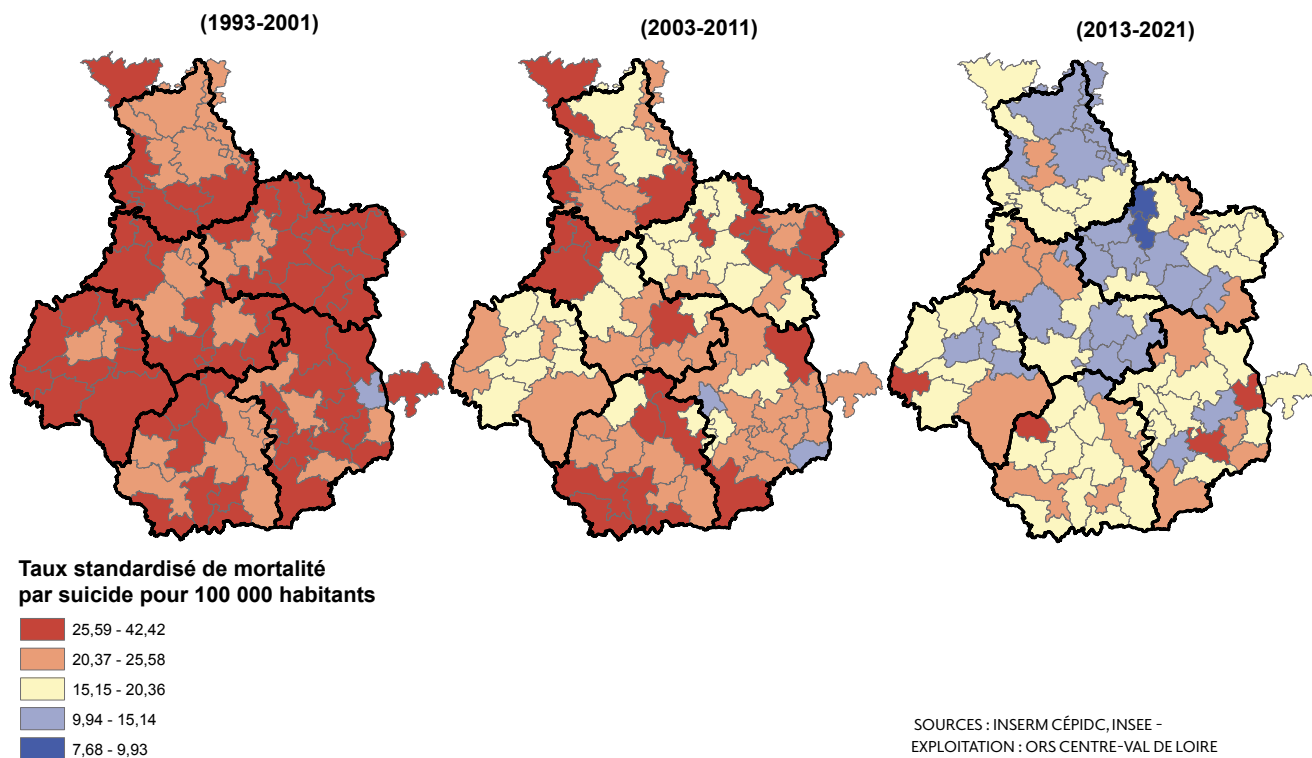 (1993-2001)
(2003-2011)
(2013-2021)
Taux standardisé de mortalité
par suicide pour 100 000 habitants
25,59 - 42,42
20,37 - 25,58
15,15 - 20,36
9,94 - 15,14
7,68 - 9,93
SOURCES : INSERM CÉPIDC, INSEE -
EXPLOITATION : ORS CENTRE-VAL DE LOIRE